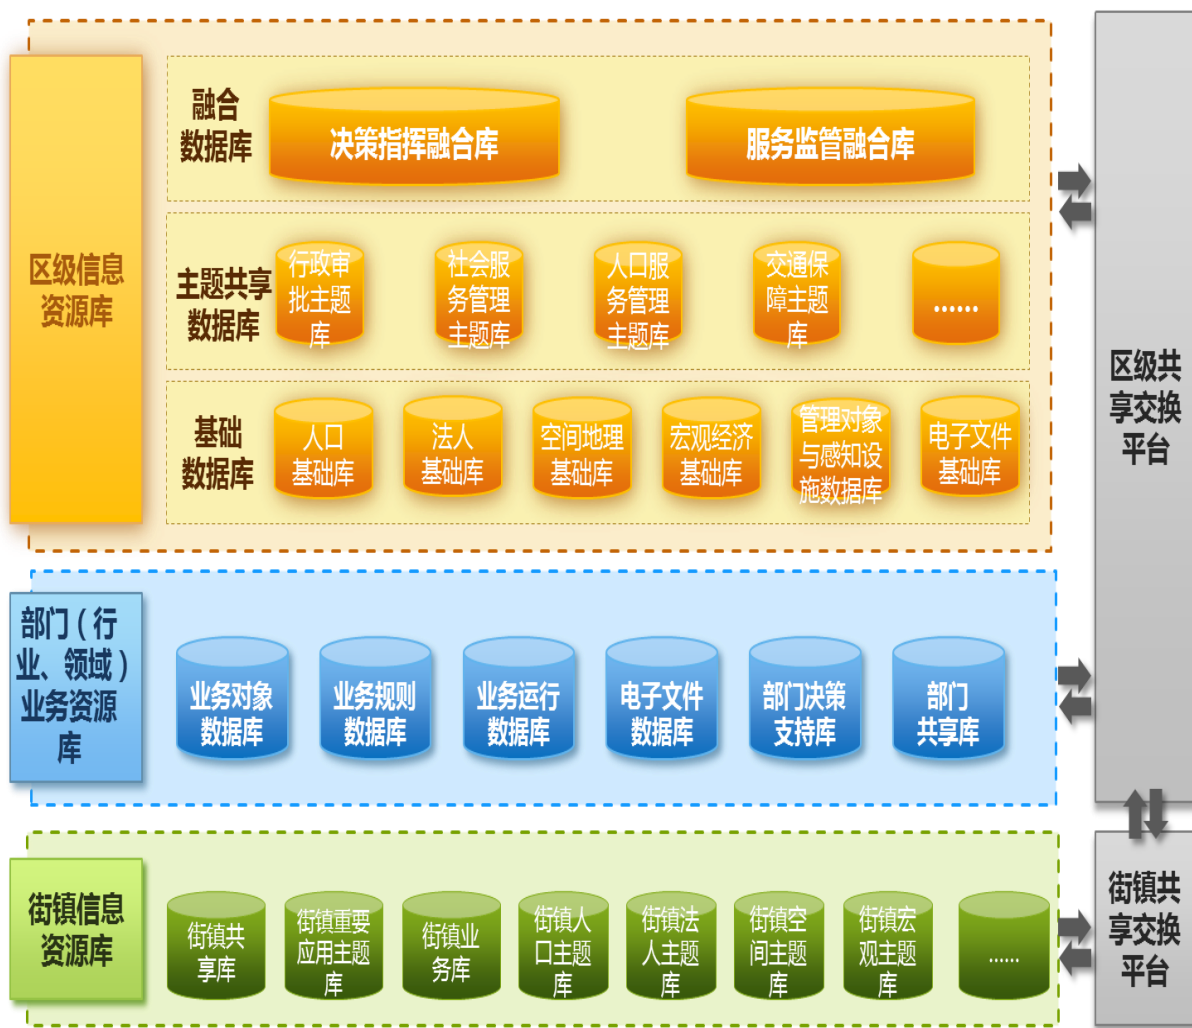 区级信息
资源库
融合
数据库
决策指挥融合库
服务监管融合库
主题共享
数据库
行政审
批主题
库
社会服
务管理
主题库
人口服
务管理
主题库
交通保
障主题
库
......
基础
数据库
人口
基础库
法人
基础库
空间地理
基础库
宏观经济
基础库
管理对象
与感知设
施数据库
电子文件
基础库
部门（行
业、领域）
业务资源
库
业务对象
数据库
业务规则
数据库
业务运行
数据库
电子文件
数据库
部门决策
支持库
部门
共享库
街镇信息
资源库
街镇共
享库
街镇重要
应用主题
库
街镇业
务库
街镇人
口主题
库
街镇法
人主题
库
街镇空
间主题
库
街镇宏
观主题
库
......
区级共
享交换
平台
街镇共
享交换
平台